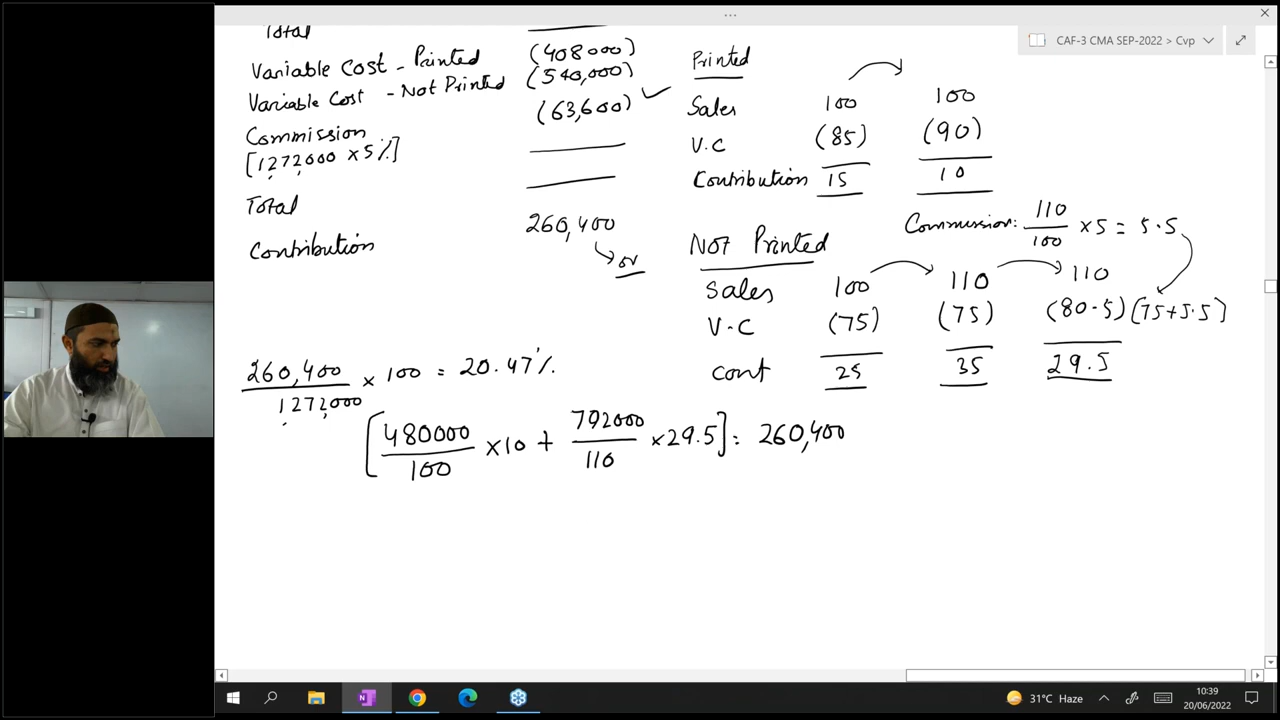 CAF-3 CMA SEP-2022 > Cvp
Total
Variable Cost - Printed (408000)
Variable Cost - Not Printed (540,000)
Commission (63,600)
[1272000 x 5%]
Total
Contribution 260,400
or
260,400 / 1272000 x 100 = 20.47%
[480000 / 100 x 10 + 792000 / 110 x 29.5] = 260,400
Printed
Sales 100 100
V.C (85) (90)
Contribution 15 10
Commission: 110 / 100 x 5 = 5.5
NOT Printed
Sales 100 110 110
V.C (75) (75) (80.5) [75+5.5]
Cont 25 35 29.5
31°C Haze
10:39
20/06/2022